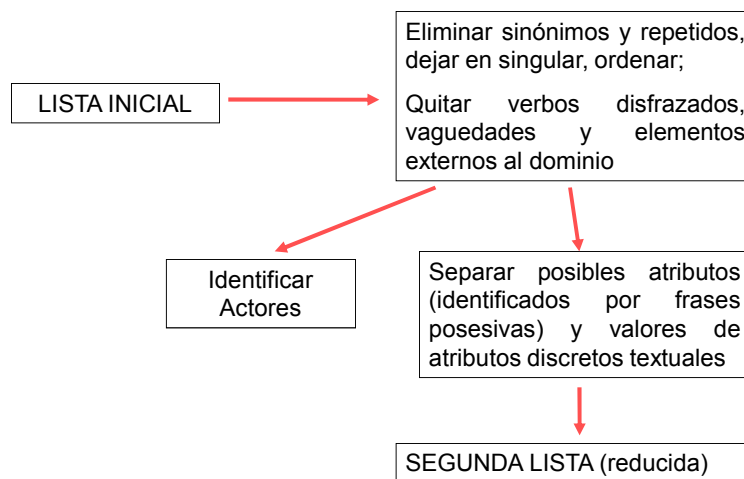 Eliminar sinónimos y repetidos,
dejar en singular, ordenar;
LISTA INICIAL
Quitar verbos disfrazados,
vaguedades y elementos
externos al dominio
Identificar
Actores
Separar posibles atributos
(identificados por frases
posesivas) y valores de
atributos discretos textuales
SEGUNDA LISTA (reducida)